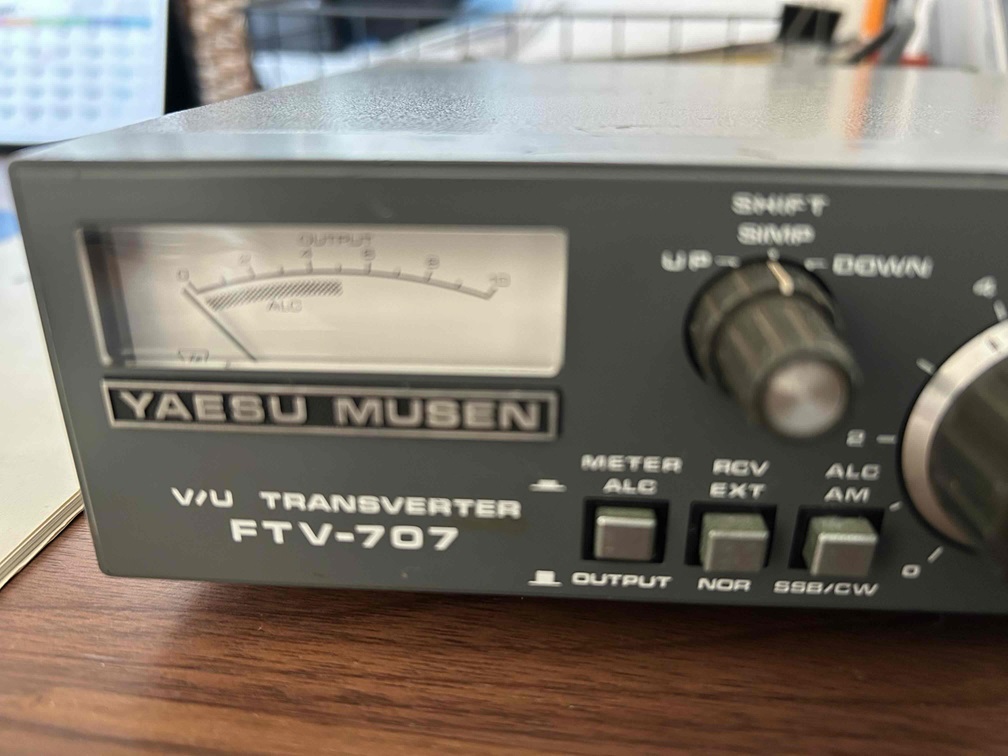 OUTPUT
0 2 4 6 8 10
ALC
YAESU MUSEN
V/U TRANSVERTER
FTV-707
SHIFT
SIMP
UP DOWN
METER
ALC
OUTPUT
RCV
EXT
NOR
ALC
AM
SSB/CW
4
2
0